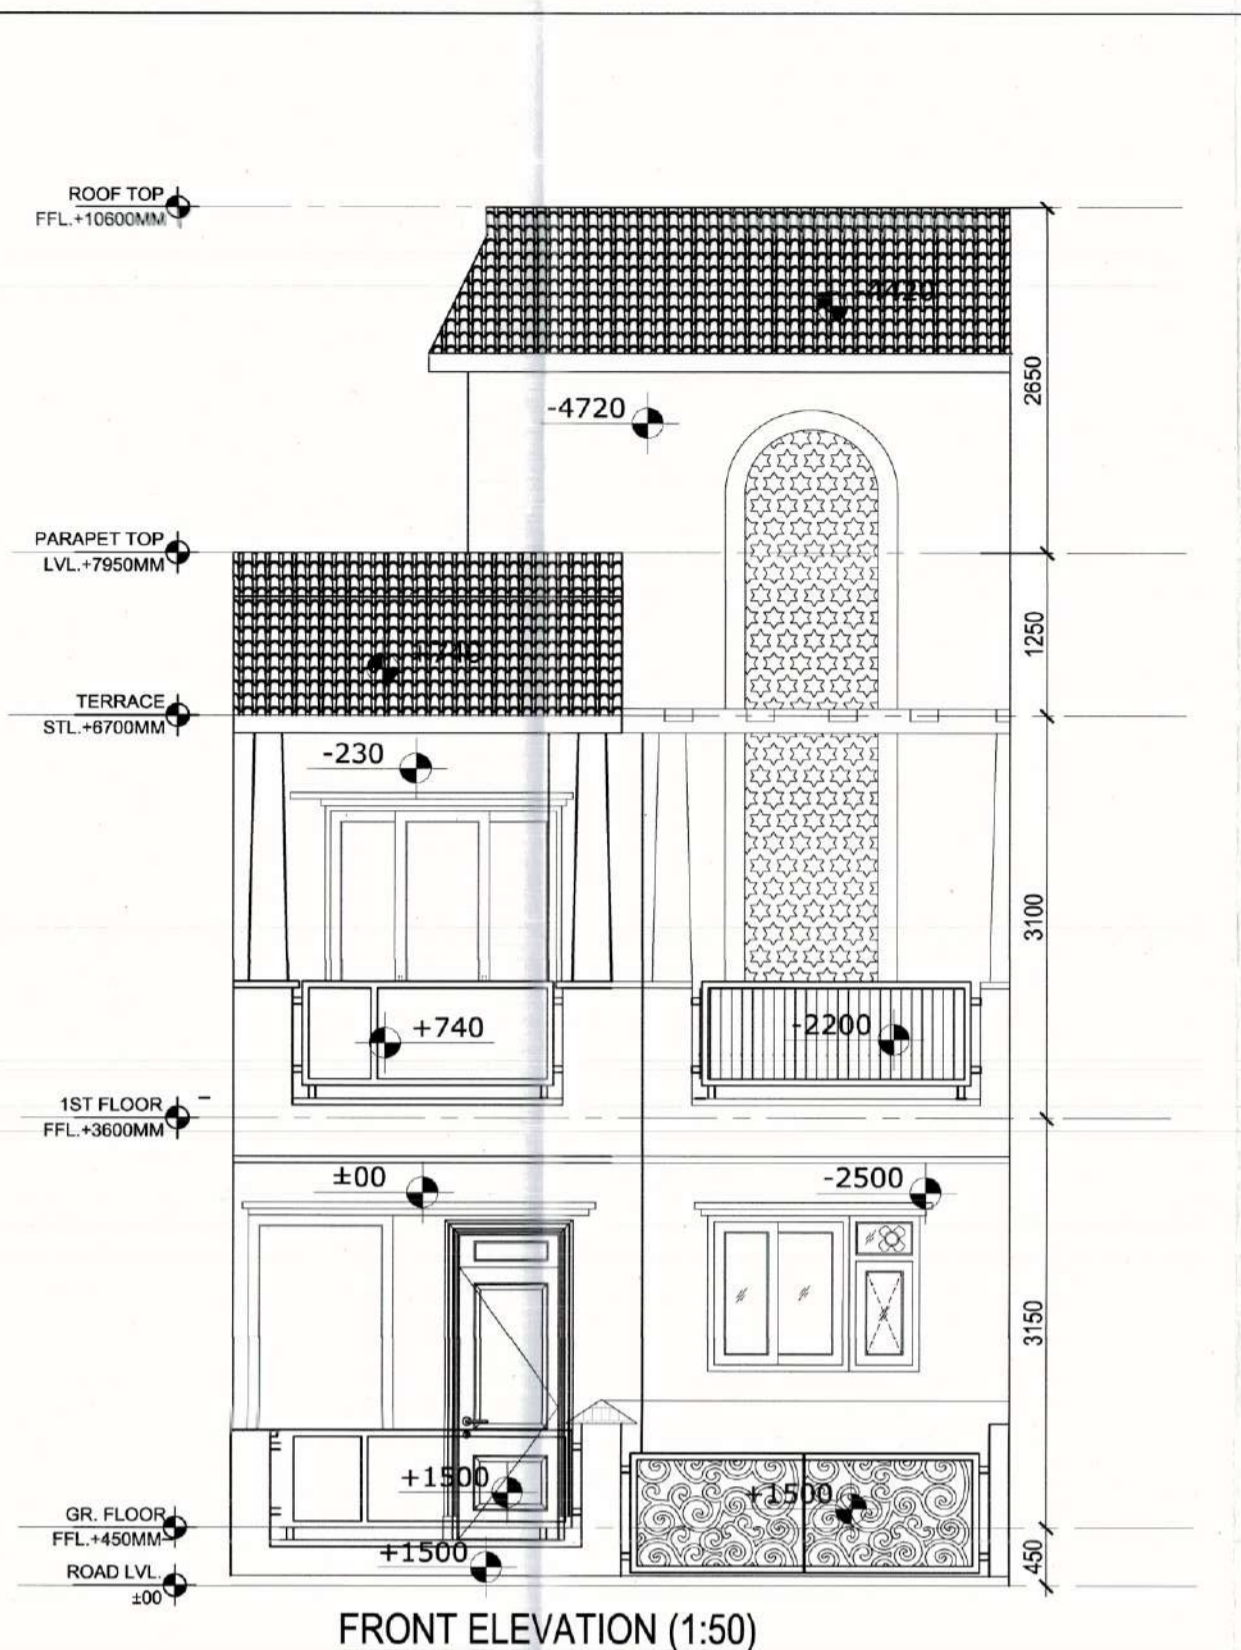 ROOF TOP
FFL.+10600MM
-4420
2650
-4720
PARAPET TOP
LVL.+7950MM
1250
+740
TERRACE
STL.+6700MM
-230
3100
+740
-2200
1ST FLOOR
FFL.+3600MM
±00
-2500
3150
+1500
+1500
GR. FLOOR
FFL.+450MM
+1500
450
ROAD LVL.
±00
FRONT ELEVATION (1:50)